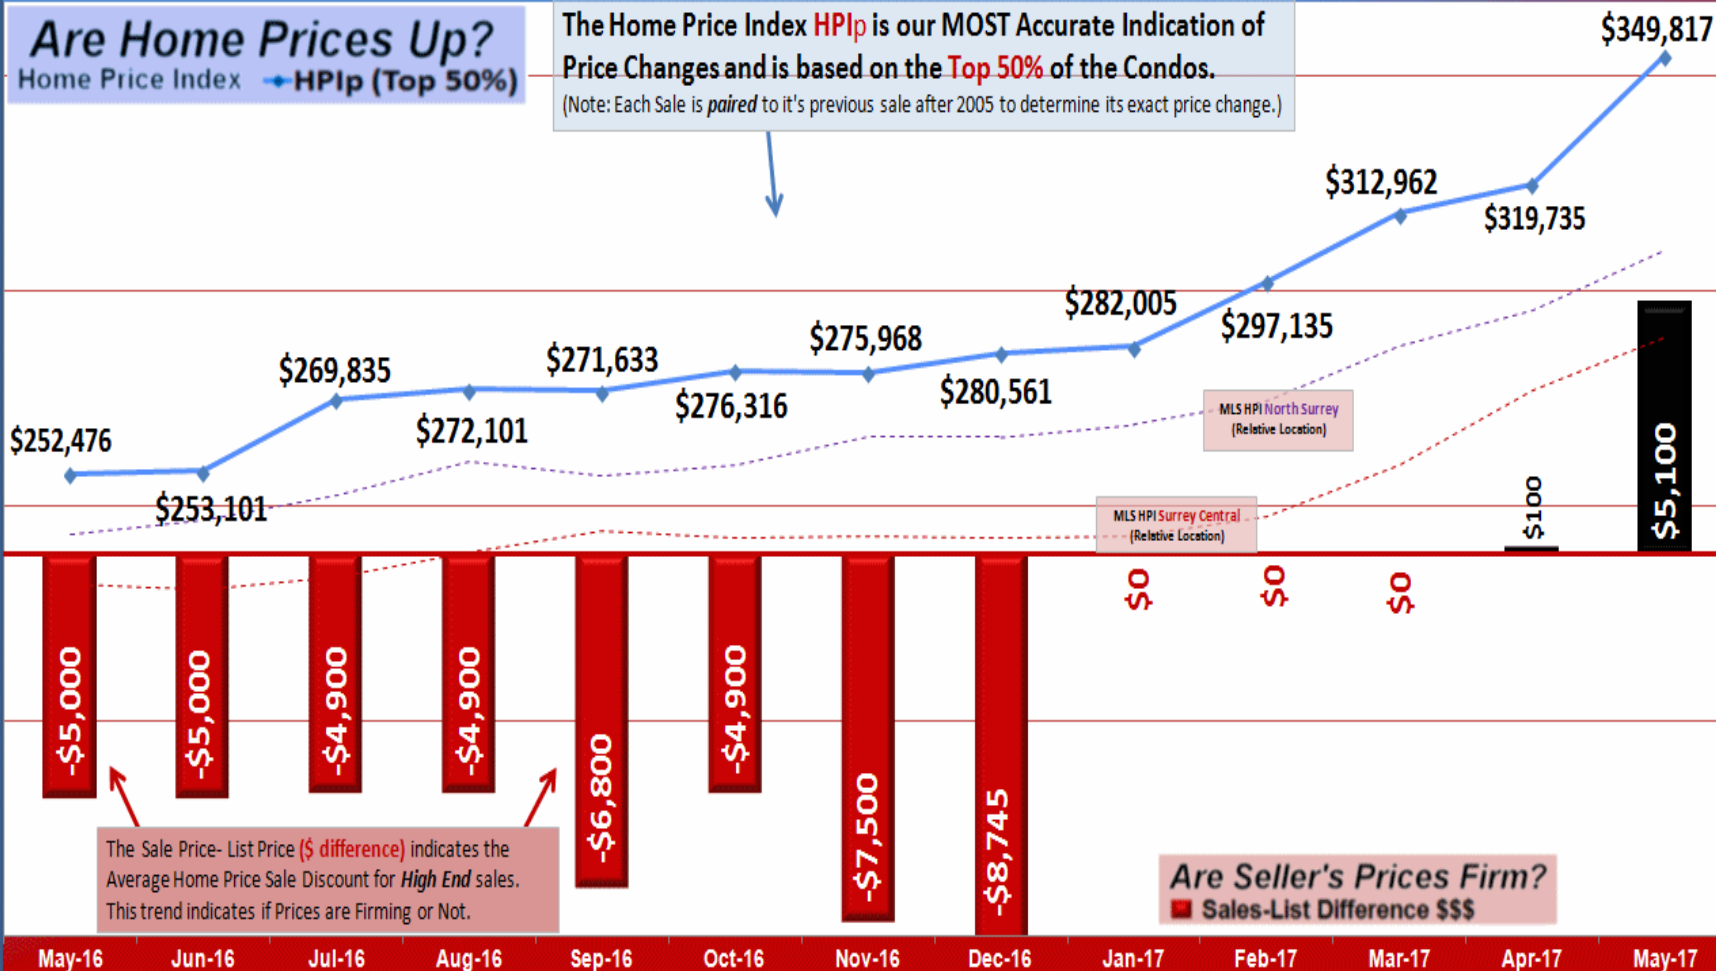 Are Home Prices Up?
Home Price Index HPIp (Top 50%)
The Home Price Index HPIp is our MOST Accurate Indication of
Price Changes and is based on the Top 50% of the Condos.
(Note: Each Sale is paired to it's previous sale after 2005 to determine its exact price change.)
$349,817
$312,962
$319,735
$282,005
$297,135
$275,968
$280,561
$271,633
$276,316
$269,835
$272,101
$252,476
$253,101
MLS HPI North Surrey
(Relative Location)
MLS HPI Surrey Central
(Relative Location)
-$5,000
-$5,000
-$4,900
-$4,900
-$6,800
-$4,900
-$7,500
-$8,745
$0
$0
$0
$100
$5,100
The Sale Price- List Price ($ difference) indicates the
Average Home Price Sale Discount for High End sales.
This trend indicates if Prices are Firming or Not.
Are Seller's Prices Firm?
Sales-List Difference $$$
May-16 Jun-16 Jul-16 Aug-16 Sep-16 Oct-16 Nov-16 Dec-16 Jan-17 Feb-17 Mar-17 Apr-17 May-17